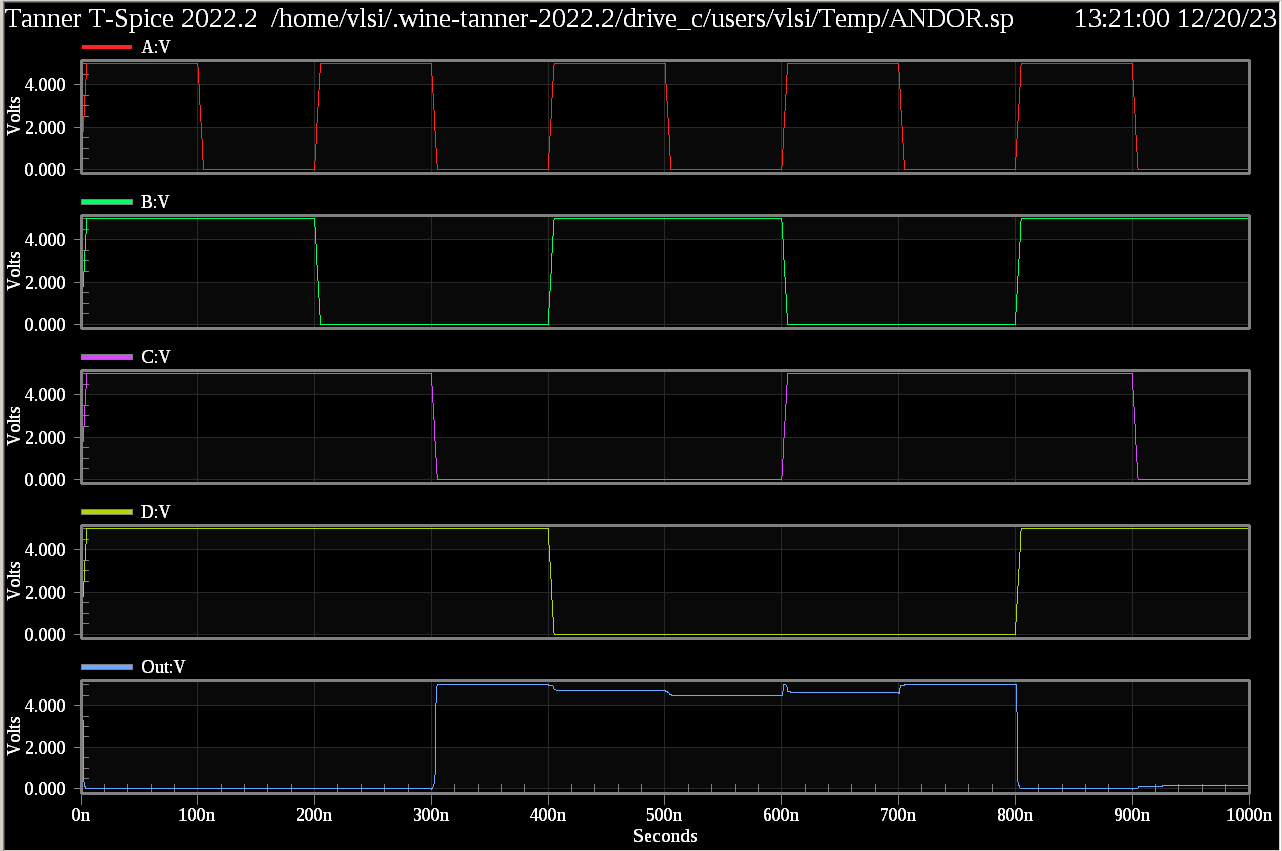 Tanner T-Spice 2022.2 /home/vlsi/.wine-tanner-2022.2/drive_c/users/vlsi/Temp/ANDOR.sp 13:21:00 12/20/23
A:V
4.000
2.000
0.000
Volts
B:V
4.000
2.000
0.000
Volts
C:V
4.000
2.000
0.000
Volts
D:V
4.000
2.000
0.000
Volts
Out:V
4.000
2.000
0.000
Volts
0n 100n 200n 300n 400n 500n 600n 700n 800n 900n 1000n
Seconds